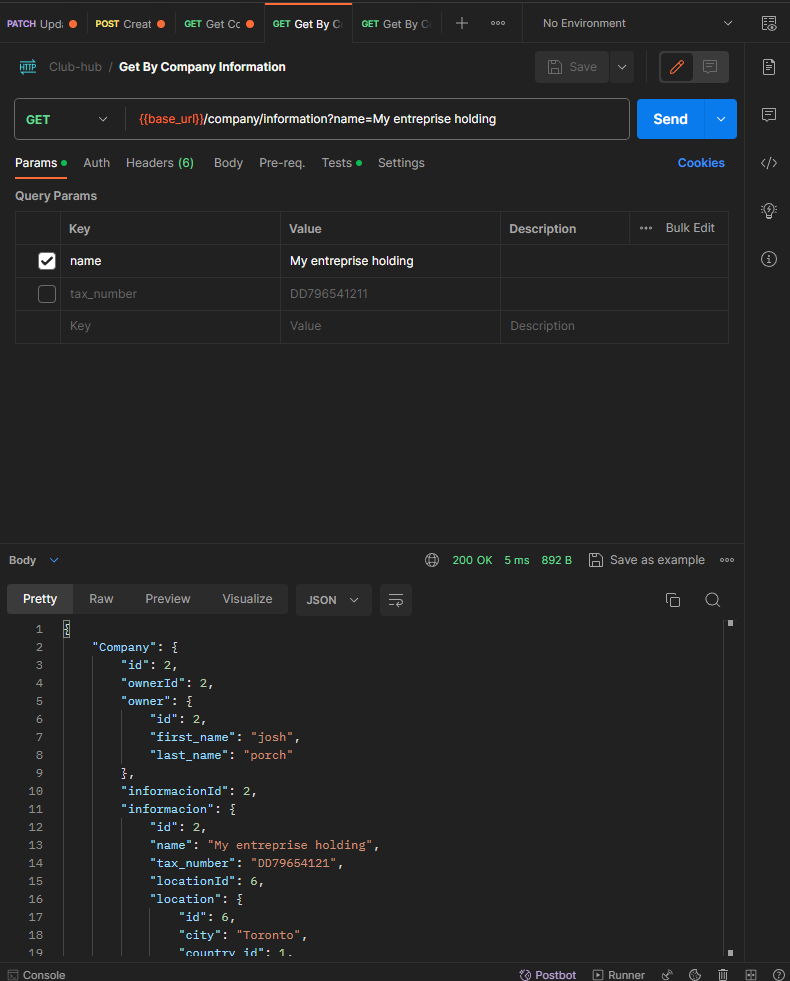 PATCH Upda
POST Creat
GET Get Co
GET Get By C
GET Get By C
No Environment
HTTP
Club-hub / Get By Company Information
Save
GET
{{base_url}}/company/information?name=My entreprise holding
Send
Params
Auth
Headers (6)
Body
Pre-req.
Tests
Settings
Cookies
Query Params
Key Value Description Bulk Edit
name My entreprise holding
tax_number DD796541211
Key Value Description
Body
200 OK 5 ms 892 B Save as example
Pretty Raw Preview Visualize JSON
1 {
2 "Company": {
3 "id": 2,
4 "ownerId": 2,
5 "owner": {
6 "id": 2,
7 "first_name": "josh",
8 "last_name": "porch"
9 },
10 "informacionId": 2,
11 "informacion": {
12 "id": 2,
13 "name": "My entreprise holding",
14 "tax_number": "DD79654121",
15 "locationId": 6,
16 "location": {
17 "id": 6,
18 "city": "Toronto",
19 "country_id": 1,
Console
Postbot
Runner